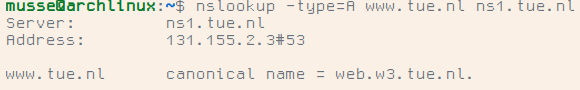 musse@archlinux:~$ nslookup -type=A www.tue.nl ns1.tue.nl
Server: ns1.tue.nl
Address: 131.155.2.3#53
www.tue.nl canonical name = web.w3.tue.nl.